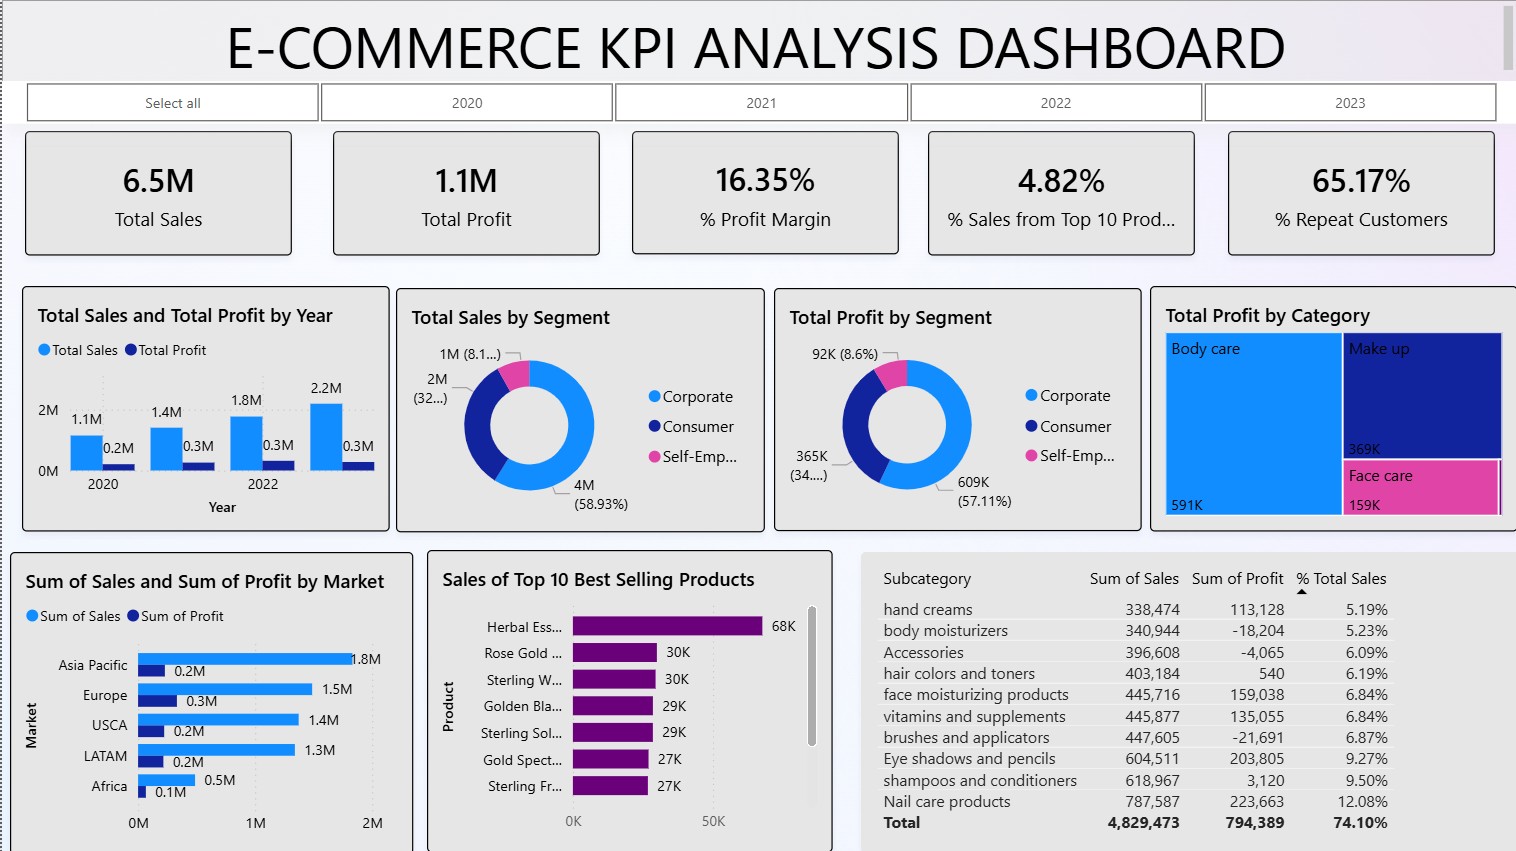 E-COMMERCE KPI ANALYSIS DASHBOARD
Select all 2020 2021 2022 2023
6.5M
Total Sales
1.1M
Total Profit
16.35%
% Profit Margin
4.82%
% Sales from Top 10 Prod...
65.17%
% Repeat Customers
Total Sales and Total Profit by Year
Total Sales Total Profit
2M
0M
1.1M 0.2M 1.4M 0.3M 1.8M 0.3M 2.2M 0.3M
2020 2022
Year
Total Sales by Segment
1M (8.1...)
2M
(32...)
4M
(58.93%)
Corporate
Consumer
Self-Emp...
Total Profit by Segment
92K (8.6%)
365K
(34....)
609K
(57.11%)
Corporate
Consumer
Self-Emp...
Total Profit by Category
Body care
591K
Make up
369K
Face care
159K
Sum of Sales and Sum of Profit by Market
Sum of Sales Sum of Profit
Market
Asia Pacific 1.8M
0.2M
Europe 1.5M
0.3M
USCA 1.4M
0.2M
LATAM 1.3M
0.2M
Africa 0.5M
0.1M
0M 1M 2M
Sales of Top 10 Best Selling Products
Product
Herbal Ess... 68K
Rose Gold ... 30K
Sterling W... 30K
Golden Bla... 29K
Sterling Sol... 29K
Gold Spect... 27K
Sterling Fr... 27K
0K 50K
Subcategory Sum of Sales Sum of Profit % Total Sales
hand creams 338,474 113,128 5.19%
body moisturizers 340,944 -18,204 5.23%
Accessories 396,608 -4,065 6.09%
hair colors and toners 403,184 540 6.19%
face moisturizing products 445,716 159,038 6.84%
vitamins and supplements 445,877 135,055 6.84%
brushes and applicators 447,605 -21,691 6.87%
Eye shadows and pencils 604,511 203,805 9.27%
shampoos and conditioners 618,967 3,120 9.50%
Nail care products 787,587 223,663 12.08%
Total 4,829,473 794,389 74.10%